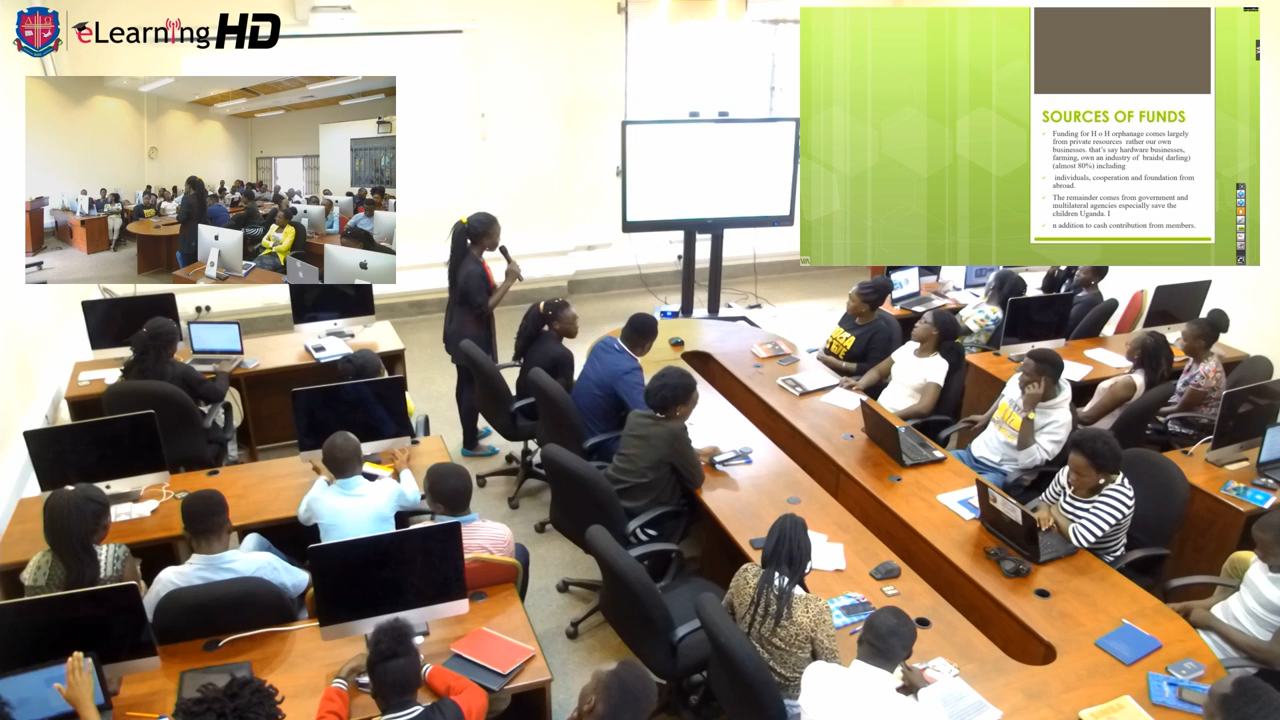 eLearning HD
SOURCES OF FUNDS
Funding for H o H orphanage comes largely
from private resources rather our own
businesses. that's say hardware businesses,
farming, own an industry of braids( darling)
(almost 80%) including
individuals, cooperation and foundation from
abroad.
The remainder comes from government and
multilateral agencies especially save the
children Uganda. I
n addition to cash contribution from members.